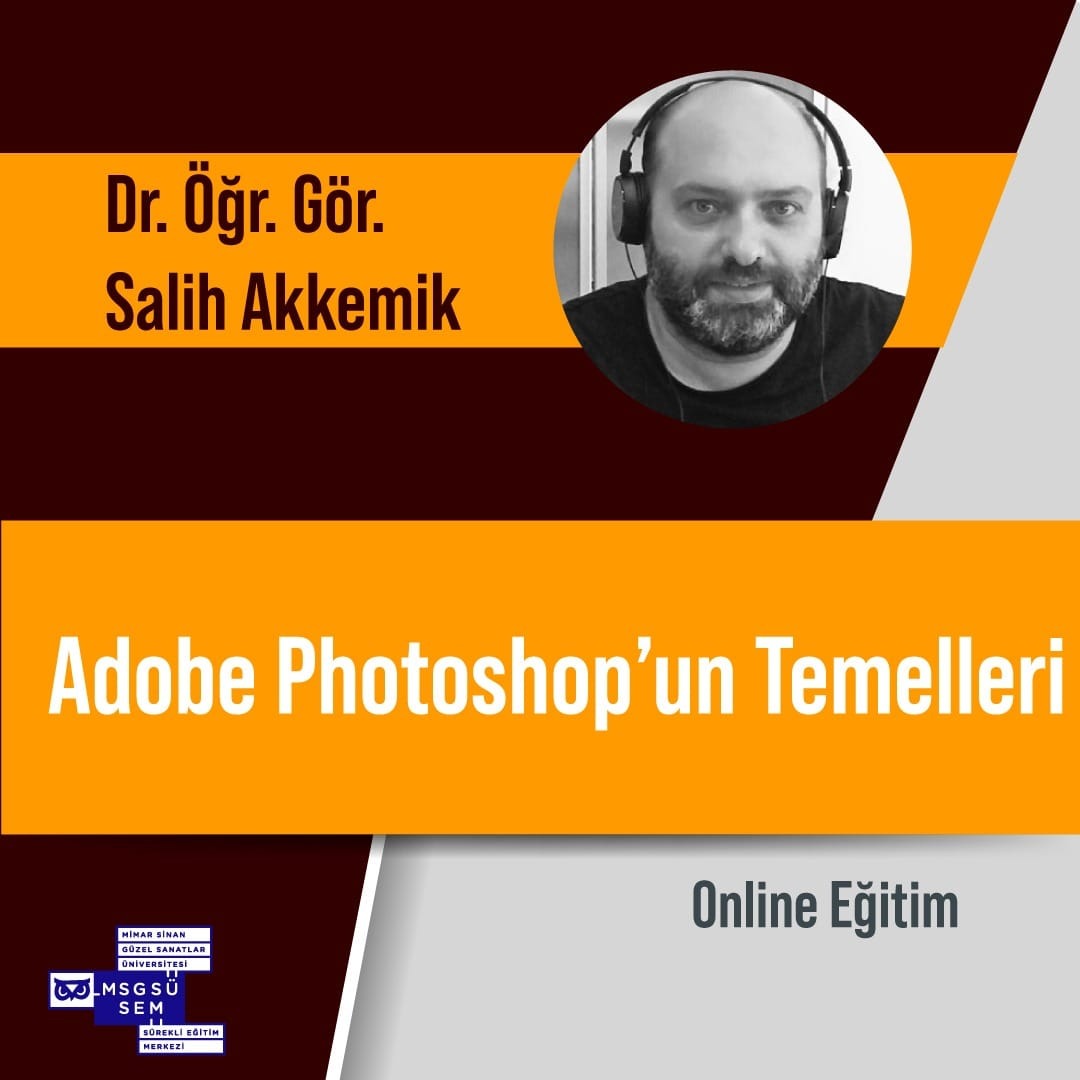 Dr. Öğr. Gör.
Salih Akkemik
Adobe Photoshop’un Temelleri
Online Eğitim
MİMAR SİNAN
GÜZEL SANATLAR
ÜNİVERSİTESİ
MSGSÜ
SEM
SÜREKLİ EĞİTİM
MERKEZİ